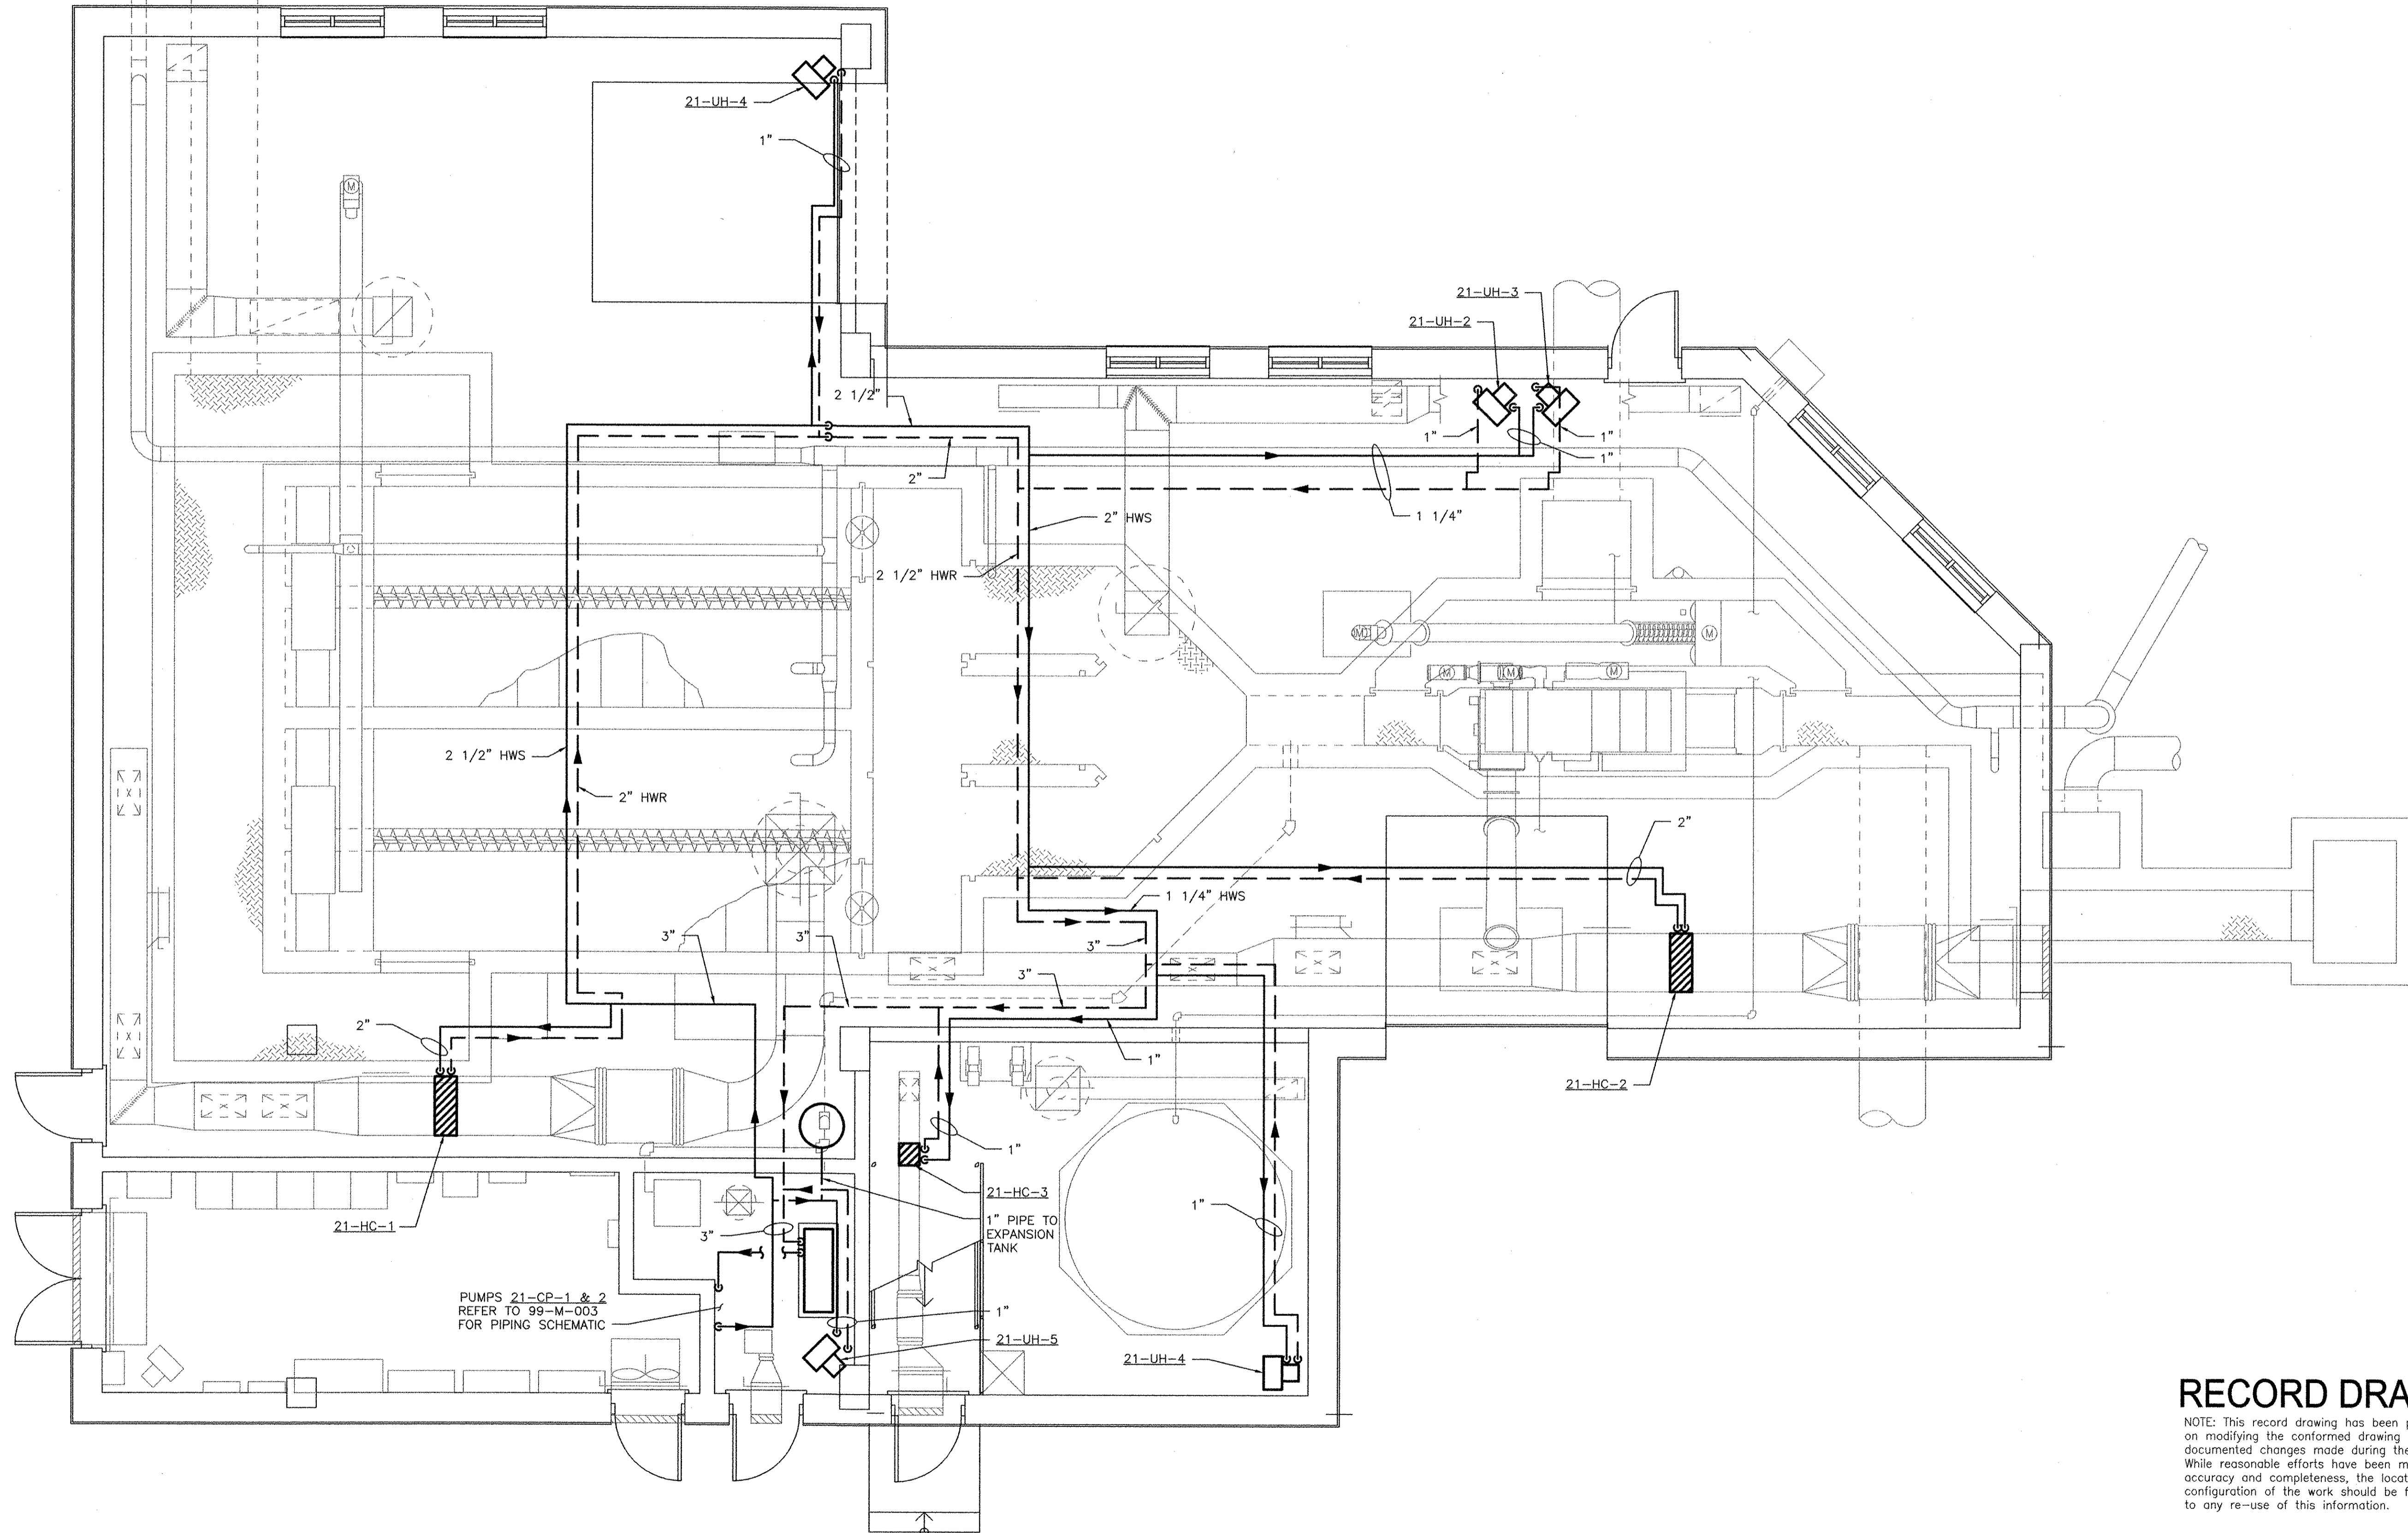 21-UH-4
1"
21-UH-3
21-UH-2
2 1/2"
1"
1"
1"
2"
1 1/4"
2" HWS
2 1/2" HWR
M
M
M
M
M
M
2 1/2" HWS
2" HWR
2"
1 1/4" HWS
3"
3"
3"
3"
2"
1"
21-HC-2
1"
21-HC-3
21-HC-1
1" PIPE TO
EXPANSION
TANK
1"
3"
PUMPS 21-CP-1 & 2
REFER TO 99-M-003
FOR PIPING SCHEMATIC
1"
21-UH-5
21-UH-4
RECORD DRA
NOTE: This record drawing has been
on modifying the conformed drawing
documented changes made during the
While reasonable efforts have been m
accuracy and completeness, the locat
configuration of the work should be f
to any re-use of this information.